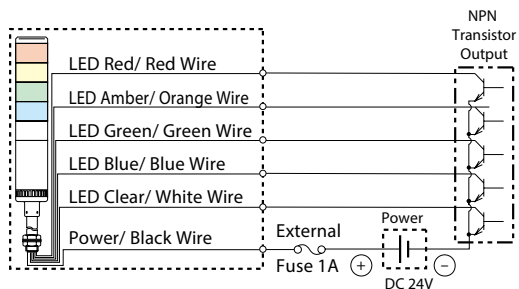 NPN
Transistor
Output
LED Red/ Red Wire
LED Amber/ Orange Wire
LED Green/ Green Wire
LED Blue/ Blue Wire
LED Clear/ White Wire
Power/ Black Wire
External
Fuse 1A
Power
+
−
DC 24V